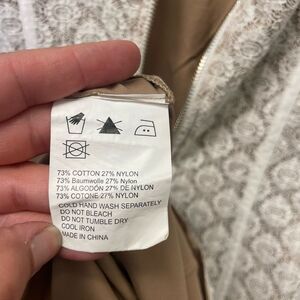 73% COTTON 27% NYLON
73% Baumwolle 27% Nylon
73% ALGODÓN 27% DE NYLON
73% COTONE 27% NYLON
COLD HAND WASH SEPARATELY
DO NOT BLEACH
DO NOT TUMBLE DRY
COOL IRON
MADE IN CHINA